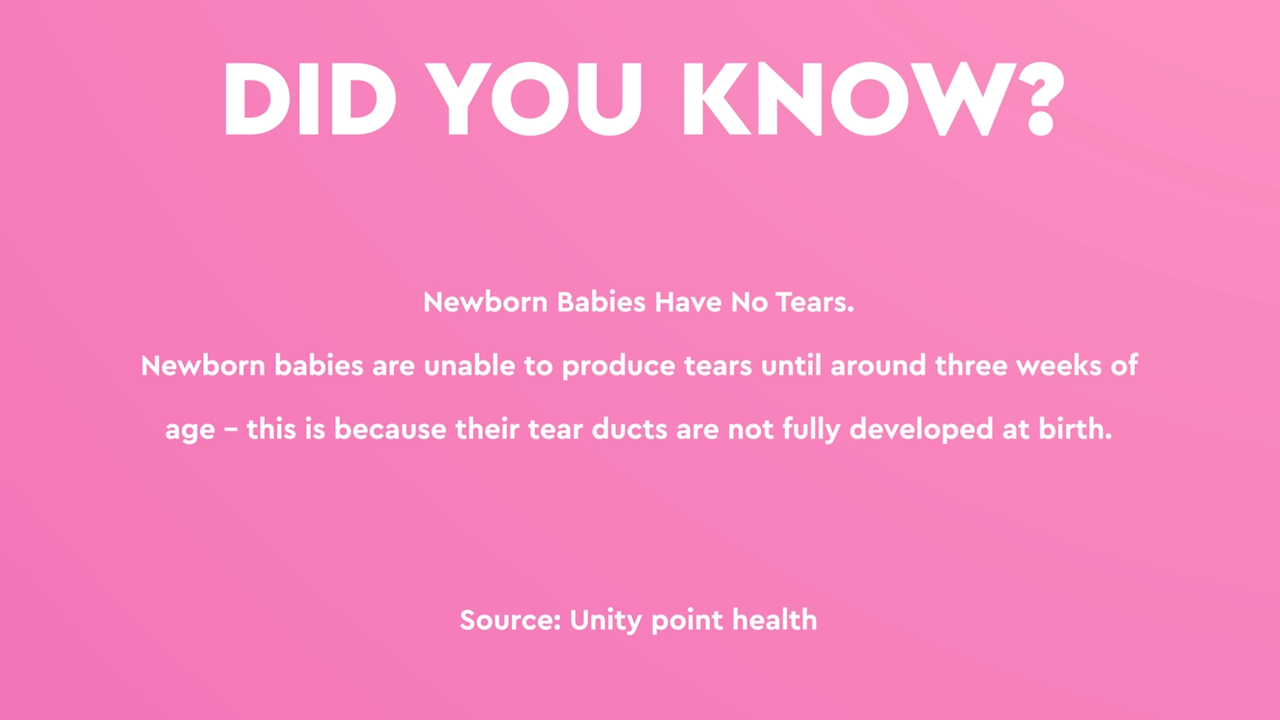 DID YOU KNOW?
Newborn Babies Have No Tears.
Newborn babies are unable to produce tears until around three weeks of
age – this is because their tear ducts are not fully developed at birth.
Source: Unity point health